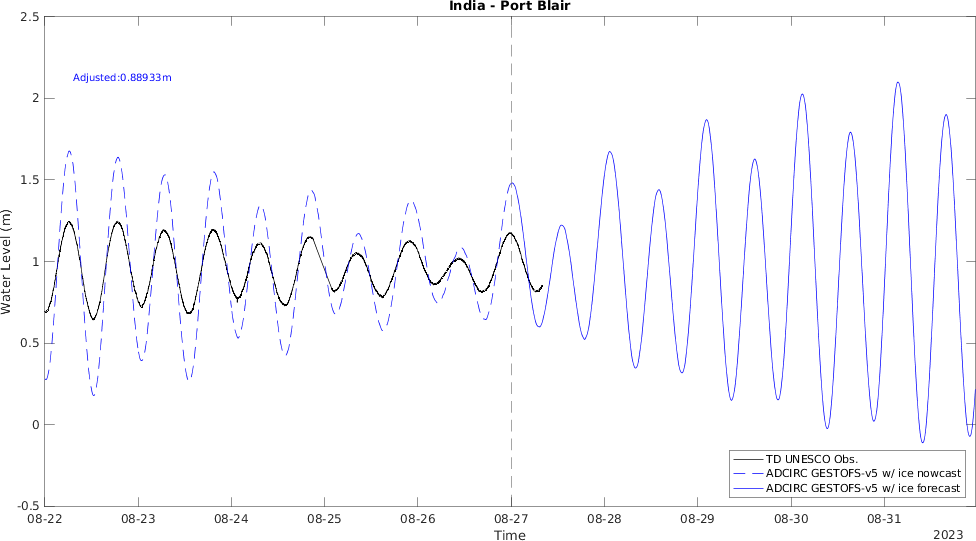 India - Port Blair
2.5
2
1.5
1
0.5
0
-0.5
Water Level (m)
Adjusted:0.88933m
TD UNESCO Obs.
ADCIRC GESTOFS-v5 w/ ice nowcast
ADCIRC GESTOFS-v5 w/ ice forecast
08-22 08-23 08-24 08-25 08-26 08-27 08-28 08-29 08-30 08-31
Time
2023